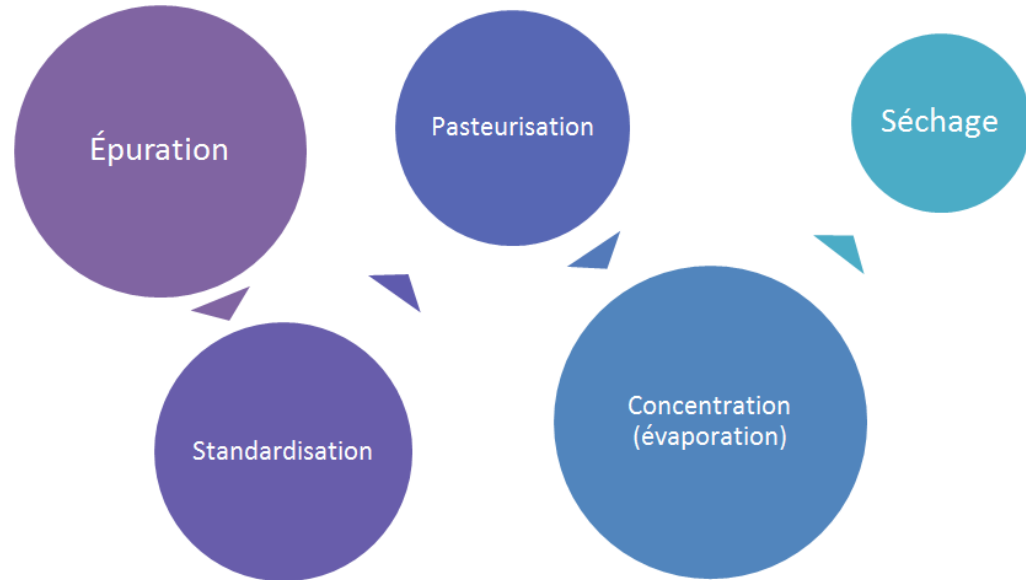 Épuration
Standardisation
Pasteurisation
Concentration
(évaporation)
Séchage